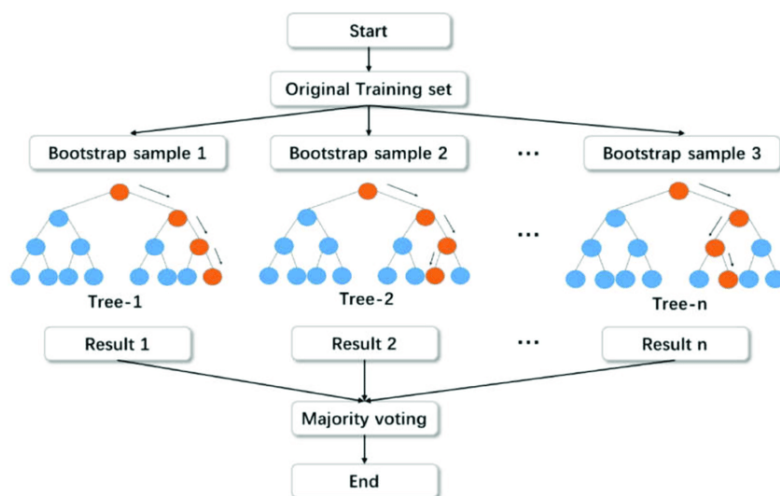 Start
Original Training set
Bootstrap sample 1
Bootstrap sample 2
...
Bootstrap sample 3
...
Tree-1
Tree-2
Tree-n
Result 1
Result 2
...
Result n
Majority voting
End